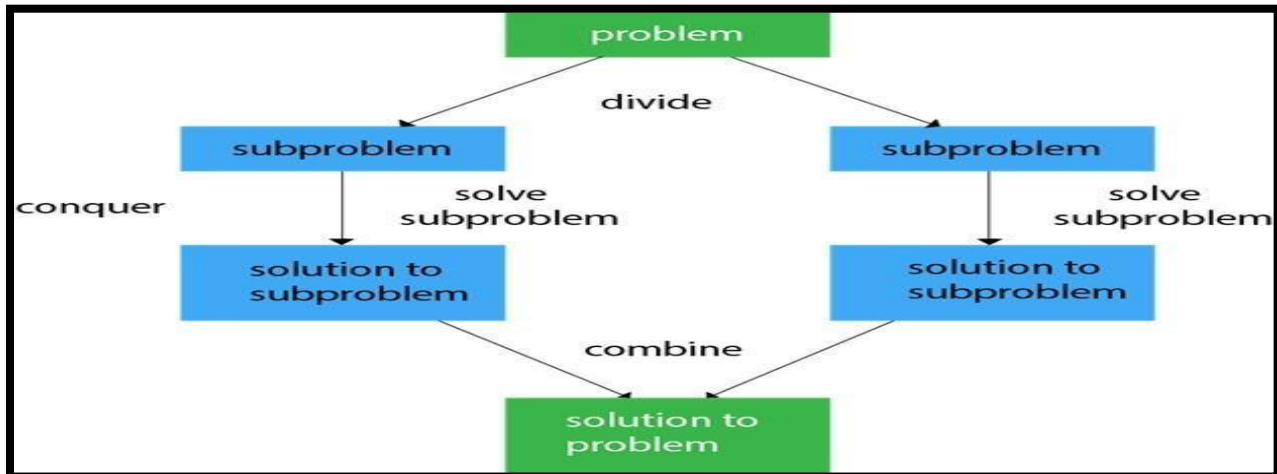 problem
divide
subproblem
subproblem
conquer
solve
subproblem
solve
subproblem
solution to
subproblem
solution to
subproblem
combine
solution to
problem